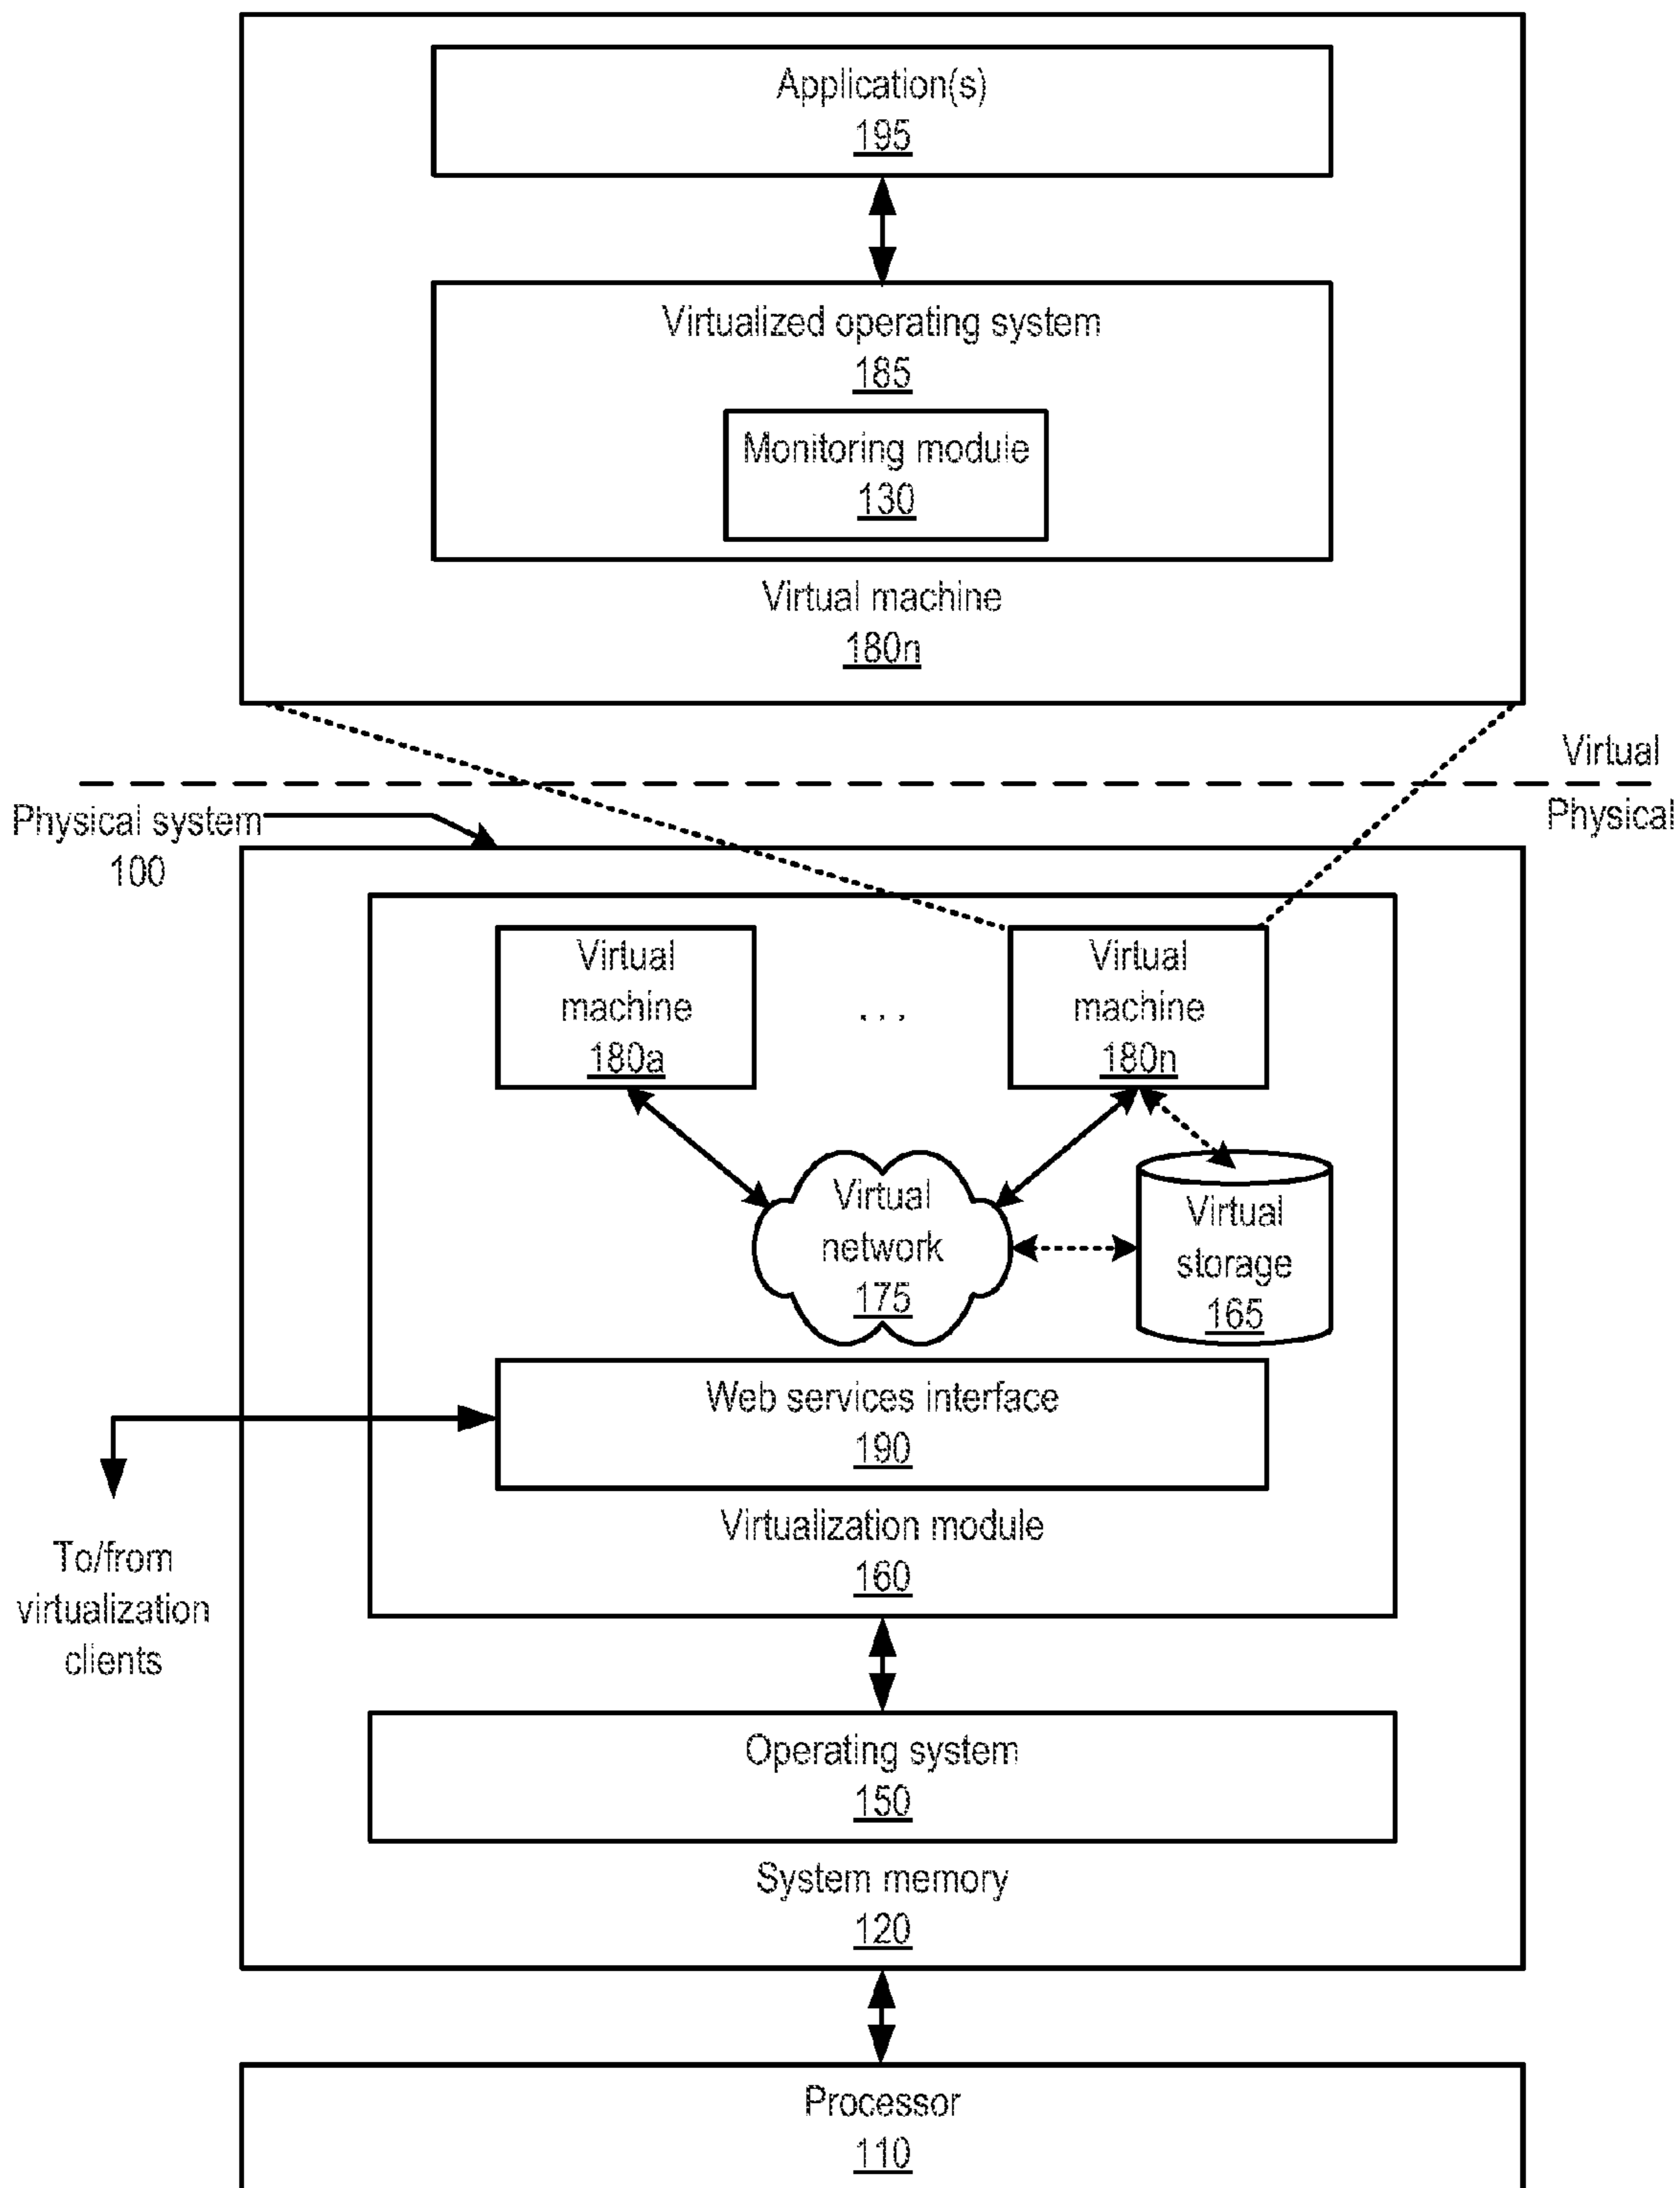 Application(s)
195
Virtualized operating system
185
Monitoring module
130
Virtual machine
180n
Virtual
Physical
Physical system
100
Virtual
machine
180a
. . .
Virtual
machine
180n
Virtual
network
175
Virtual
storage
165
Web services interface
190
Virtualization module
160
To/from
virtualization
clients
Operating system
150
System memory
120
Processor
110